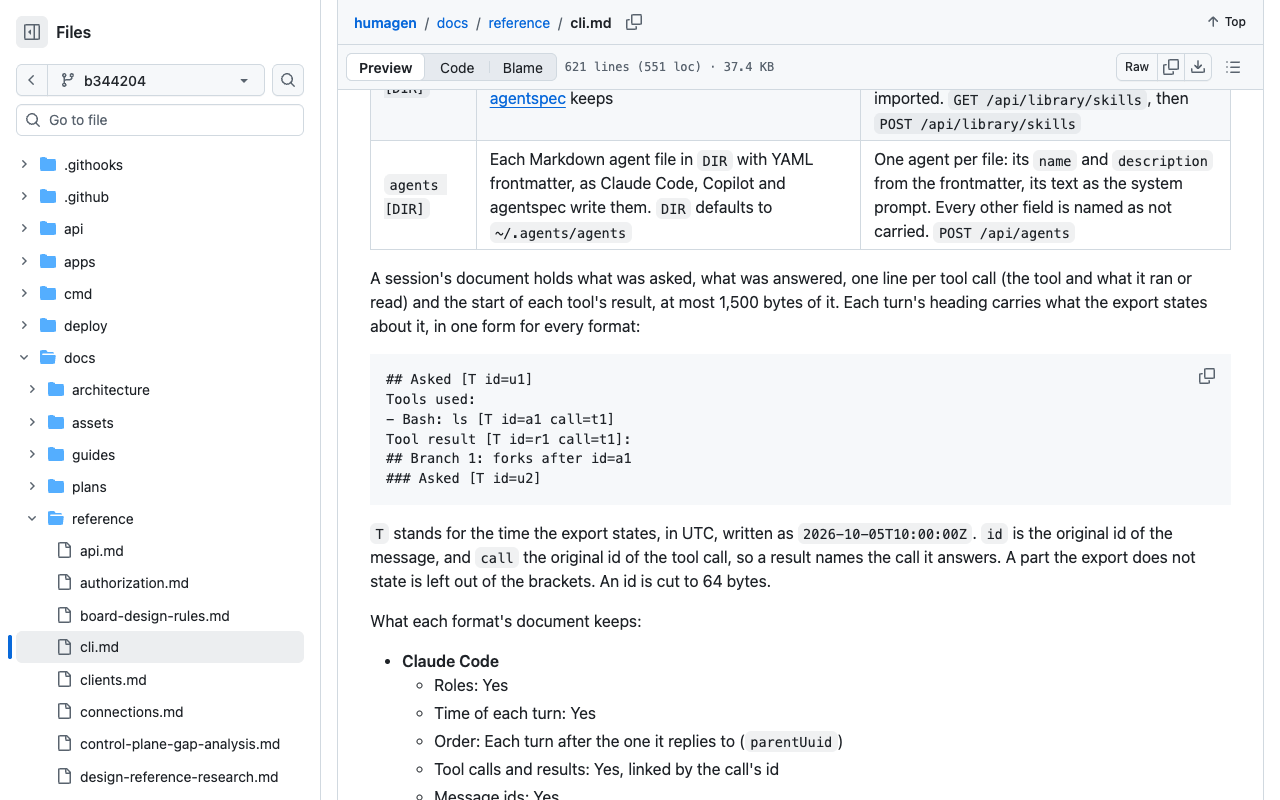 Files
b344204
Go to file
.githooks
.github
api
apps
cmd
deploy
docs
architecture
assets
guides
plans
reference
api.md
authorization.md
board-design-rules.md
cli.md
clients.md
connections.md
control-plane-gap-analysis.md
design-reference-research.md
humagen / docs / reference / cli.md
Top
Preview Code Blame 621 lines (551 loc) · 37.4 KB
Raw
[DIR]
agentspec keeps
imported. GET /api/library/skills, then
POST /api/library/skills
agents
[DIR]
Each Markdown agent file in DIR with YAML
frontmatter, as Claude Code, Copilot and
agentspec write them. DIR defaults to
~/.agents/agents
One agent per file: its name and description
from the frontmatter, its text as the system
prompt. Every other field is named as not
carried. POST /api/agents
A session's document holds what was asked, what was answered, one line per tool call (the tool and what it ran or
read) and the start of each tool's result, at most 1,500 bytes of it. Each turn's heading carries what the export states
about it, in one form for every format:
## Asked [T id=u1]
Tools used:
- Bash: ls [T id=a1 call=t1]
Tool result [T id=r1 call=t1]:
## Branch 1: forks after id=a1
### Asked [T id=u2]
T stands for the time the export states, in UTC, written as 2026-10-05T10:00:00Z. id is the original id of the
message, and call the original id of the tool call, so a result names the call it answers. A part the export does not
state is left out of the brackets. An id is cut to 64 bytes.
What each format's document keeps:
• Claude Code
◦ Roles: Yes
◦ Time of each turn: Yes
◦ Order: Each turn after the one it replies to (parentUuid)
◦ Tool calls and results: Yes, linked by the call's id
◦ Message ids: Yes